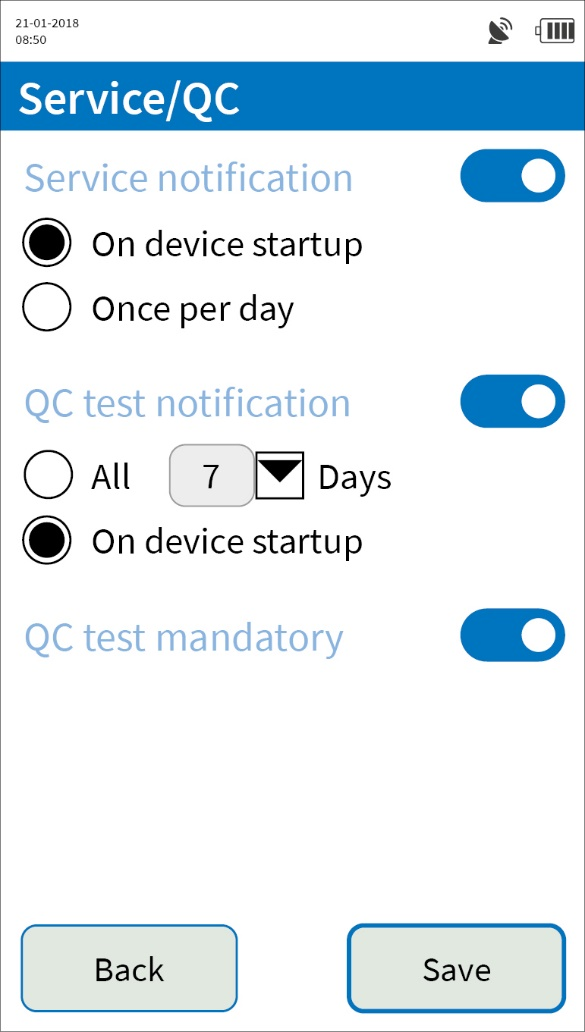 21-01-2018
08:50
Service/QC
Service notification
On device startup
Once per day
QC test notification
All 7 Days
On device startup
QC test mandatory
Back Save